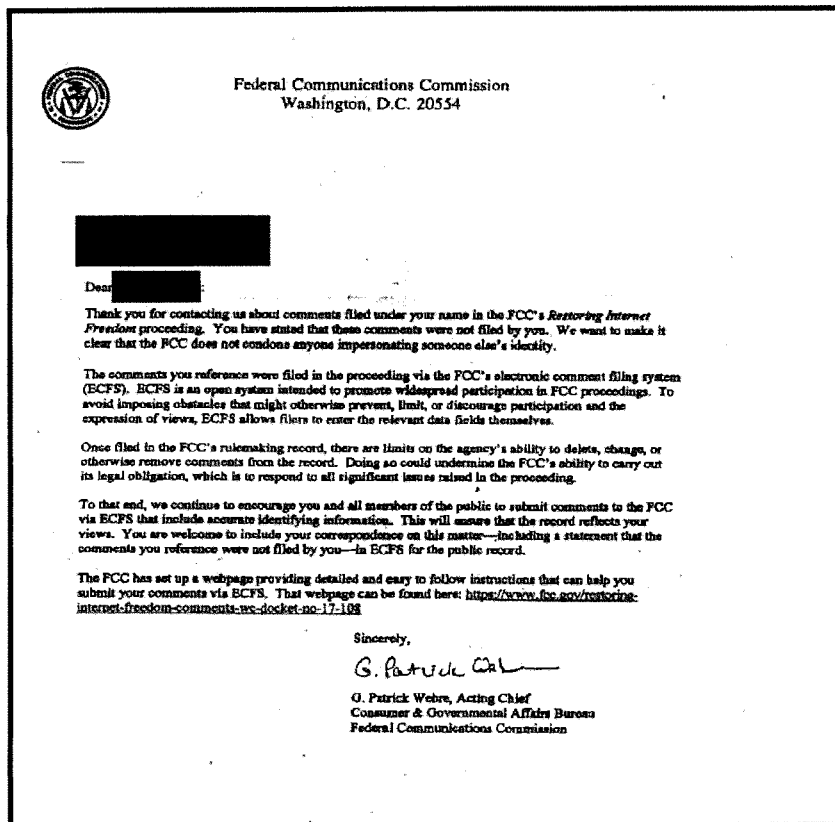 Federal Communications Commission
Washington, D.C. 20554
Dear :
Thank you for contacting us about comments filed under your name in the FCC's Restoring Internet
Freedom proceeding. You have stated that these comments were not filed by you. We want to make it
clear that the FCC does not condone anyone impersonating someone else's identity.
The comments you reference were filed in the proceeding via the FCC's electronic comment filing system
(ECFS). ECFS is an open system intended to promote widespread participation in FCC proceedings. To
avoid imposing obstacles that might otherwise prevent, limit, or discourage participation and the
expression of views, ECFS allows filers to enter the relevant data fields themselves.
Once filed in the FCC's rulemaking record, there are limits on the agency's ability to delete, change, or
otherwise remove comments from the record. Doing so could undermine the FCC's ability to carry out
its legal obligation, which is to respond to all significant issues raised in the proceeding.
To that end, we continue to encourage you and all members of the public to submit comments to the FCC
via ECFS that include accurate identifying information. This will ensure that the record reflects your
views. You are welcome to include your correspondence on this matter—including a statement that the
comments you reference were not filed by you—in ECFS for the public record.
The FCC has set up a webpage providing detailed and easy to follow instructions that can help you
submit your comments via ECFS. That webpage can be found here: https://www.fcc.gov/restoring-
internet-freedom-comments-wc-docket-no-17-108
Sincerely,
G. Patrick Webre, Acting Chief
Consumer & Governmental Affairs Bureau
Federal Communications Commission